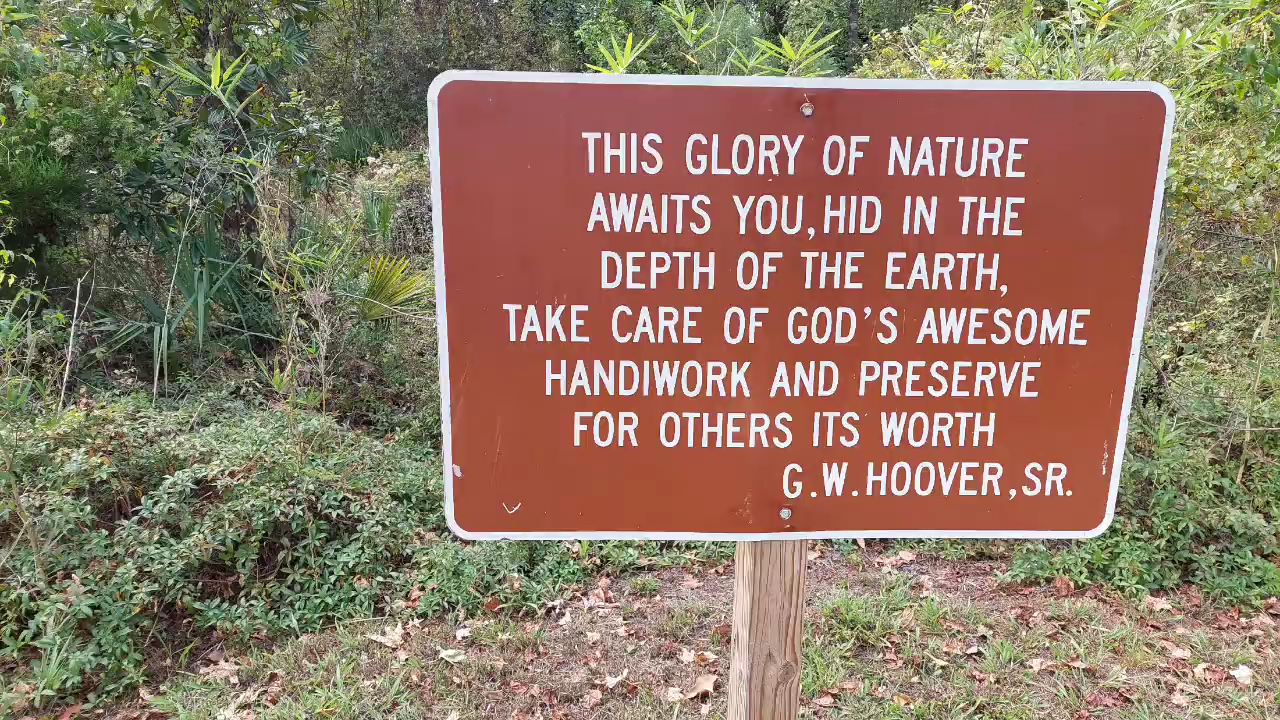 THIS GLORY OF NATURE
AWAITS YOU, HID IN THE
DEPTH OF THE EARTH,
TAKE CARE OF GOD'S AWESOME
HANDIWORK AND PRESERVE
FOR OTHERS ITS WORTH
G.W. HOOVER, SR.